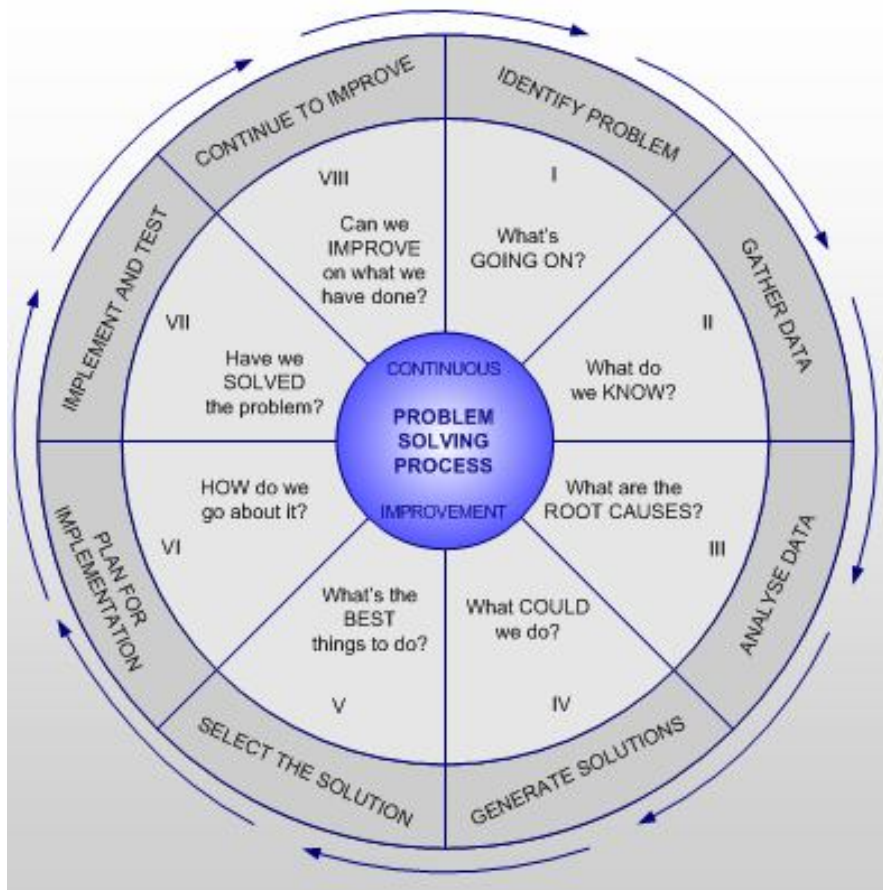 IDENTIFY PROBLEM
I
What's
GOING ON?
GATHER DATA
II
What do
we KNOW?
ANALYSE DATA
III
What are the
ROOT CAUSES?
GENERATE SOLUTIONS
IV
What COULD
we do?
SELECT THE SOLUTION
V
What's the
BEST
things to do?
PLAN FOR
IMPLEMENTATION
VI
HOW do we
go about it?
IMPLEMENT AND TEST
VII
Have we
SOLVED
the problem?
CONTINUE TO IMPROVE
VIII
Can we
IMPROVE
on what we
have done?
CONTINUOUS
PROBLEM
SOLVING
PROCESS
IMPROVEMENT